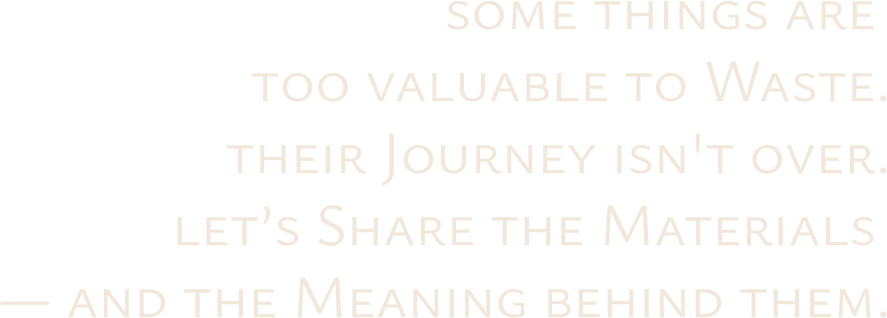 some things are
too valuable to Waste.
their Journey isn't over.
let’s Share the Materials
— and the Meaning behind them.